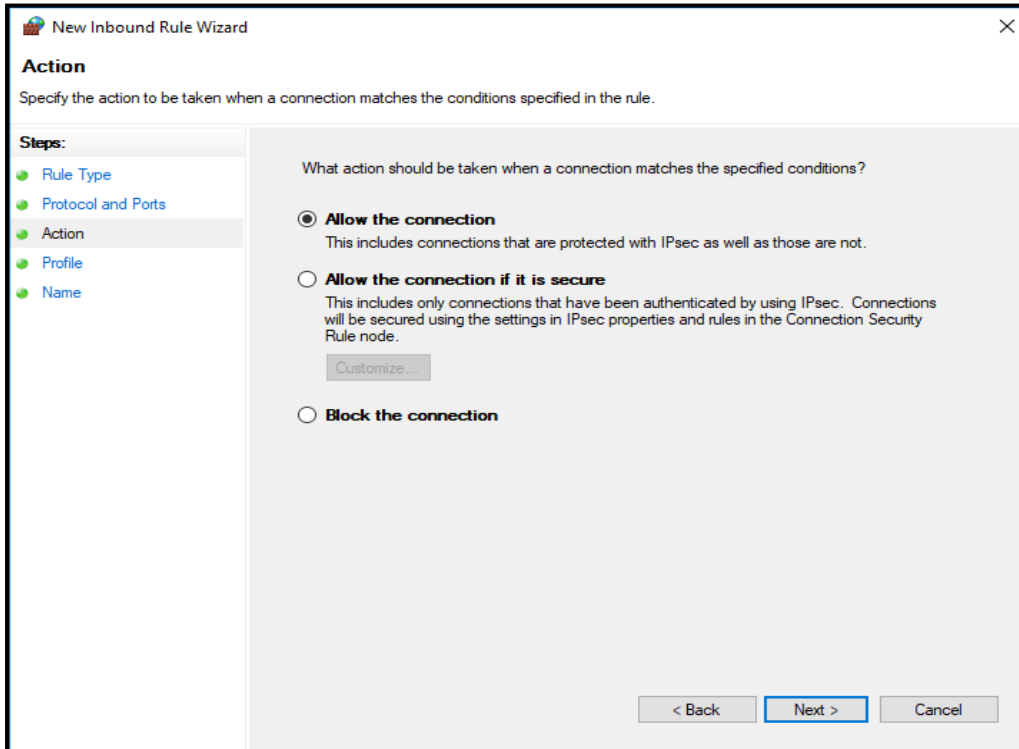 New Inbound Rule Wizard
Action
Specify the action to be taken when a connection matches the conditions specified in the rule.
Steps:
Rule Type
Protocol and Ports
Action
Profile
Name
What action should be taken when a connection matches the specified conditions?
Allow the connection
This includes connections that are protected with IPsec as well as those are not.
Allow the connection if it is secure
This includes only connections that have been authenticated by using IPsec. Connections
will be secured using the settings in IPsec properties and rules in the Connection Security
Rule node.
Customize...
Block the connection
< Back
Next >
Cancel